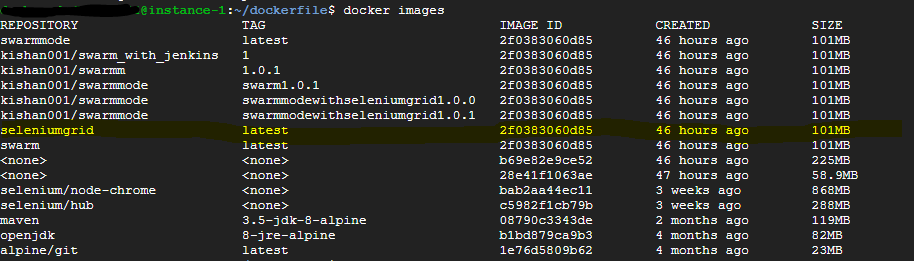 @instance-1:~/dockerfile$ docker images
REPOSITORY TAG IMAGE ID CREATED SIZE
swarmmode latest 2f0383060d85 46 hours ago 101MB
kishan001/swarm_with_jenkins 1 2f0383060d85 46 hours ago 101MB
kishan001/swarmm 1.0.1 2f0383060d85 46 hours ago 101MB
kishan001/swarmmode swarm1.0.1 2f0383060d85 46 hours ago 101MB
kishan001/swarmmode swarmmodewithseleniumgrid1.0.0 2f0383060d85 46 hours ago 101MB
kishan001/swarmmode swarmmodewithseleniumgrid1.0.1 2f0383060d85 46 hours ago 101MB
seleniumgrid latest 2f0383060d85 46 hours ago 101MB
swarm latest 2f0383060d85 46 hours ago 101MB
<none> <none> b69e82e9ce52 46 hours ago 225MB
<none> <none> 28e41f1063ae 47 hours ago 58.9MB
selenium/node-chrome <none> bab2aa44ec11 3 weeks ago 868MB
selenium/hub <none> c5982f1cb79b 3 weeks ago 288MB
maven 3.5-jdk-8-alpine 08790c3343de 2 months ago 119MB
openjdk 8-jre-alpine b1bd879ca9b3 4 months ago 82MB
alpine/git latest 1e76d5809b62 4 months ago 23MB